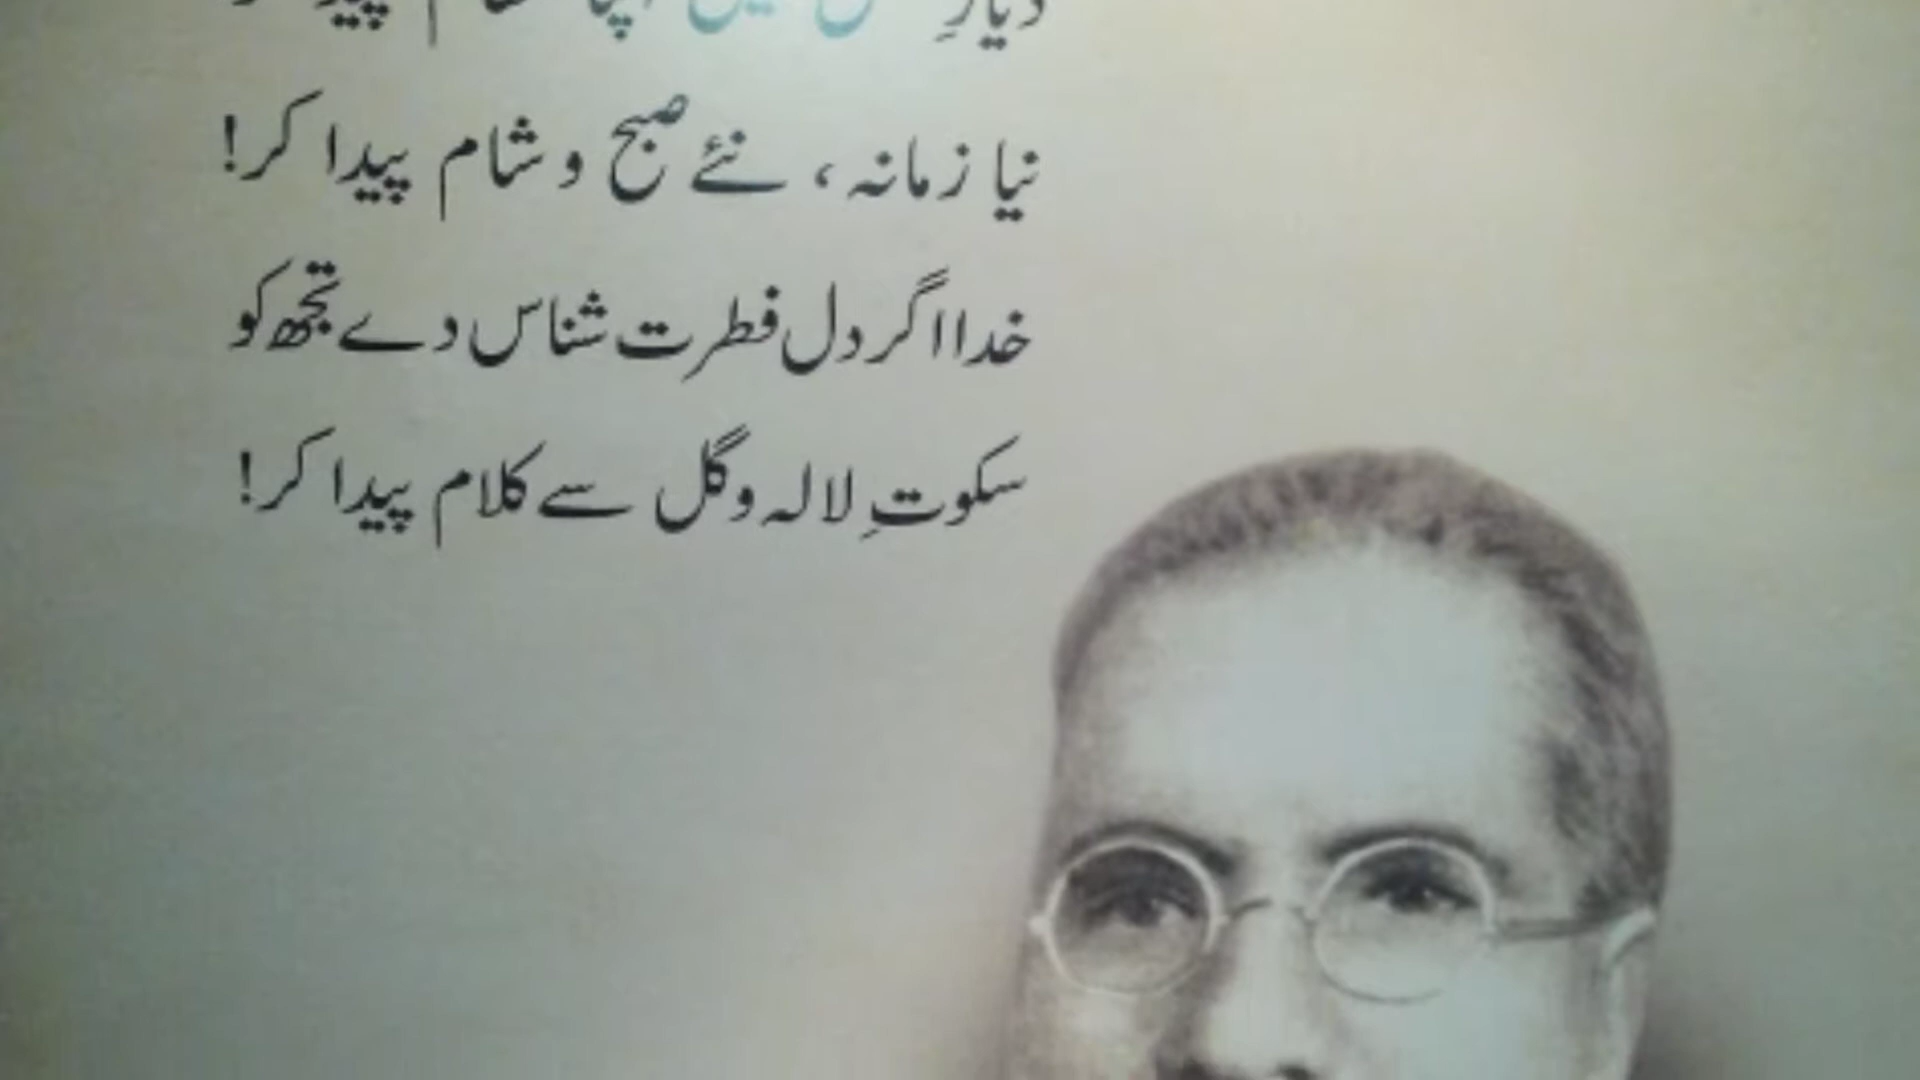 دیارِ
نیا زمانہ، نئے صبح و شام پیدا کر!
خدا اگر دل فطرت شناس دے تجھ کو
سکوتِ لالہ و گل سے کلام پیدا کر!